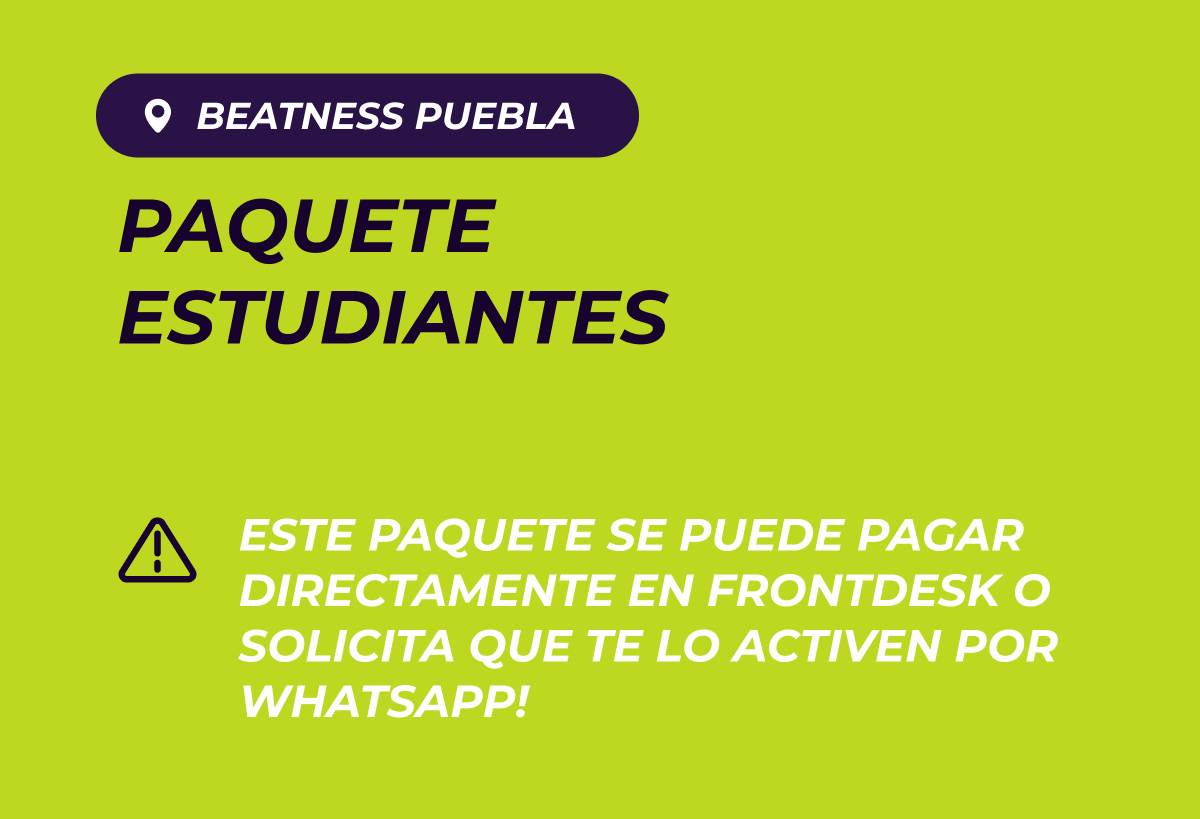 BEATNESS PUEBLA
PAQUETE
ESTUDIANTES
ESTE PAQUETE SE PUEDE PAGAR
DIRECTAMENTE EN FRONTDESK O
SOLICITA QUE TE LO ACTIVEN POR
WHATSAPP!